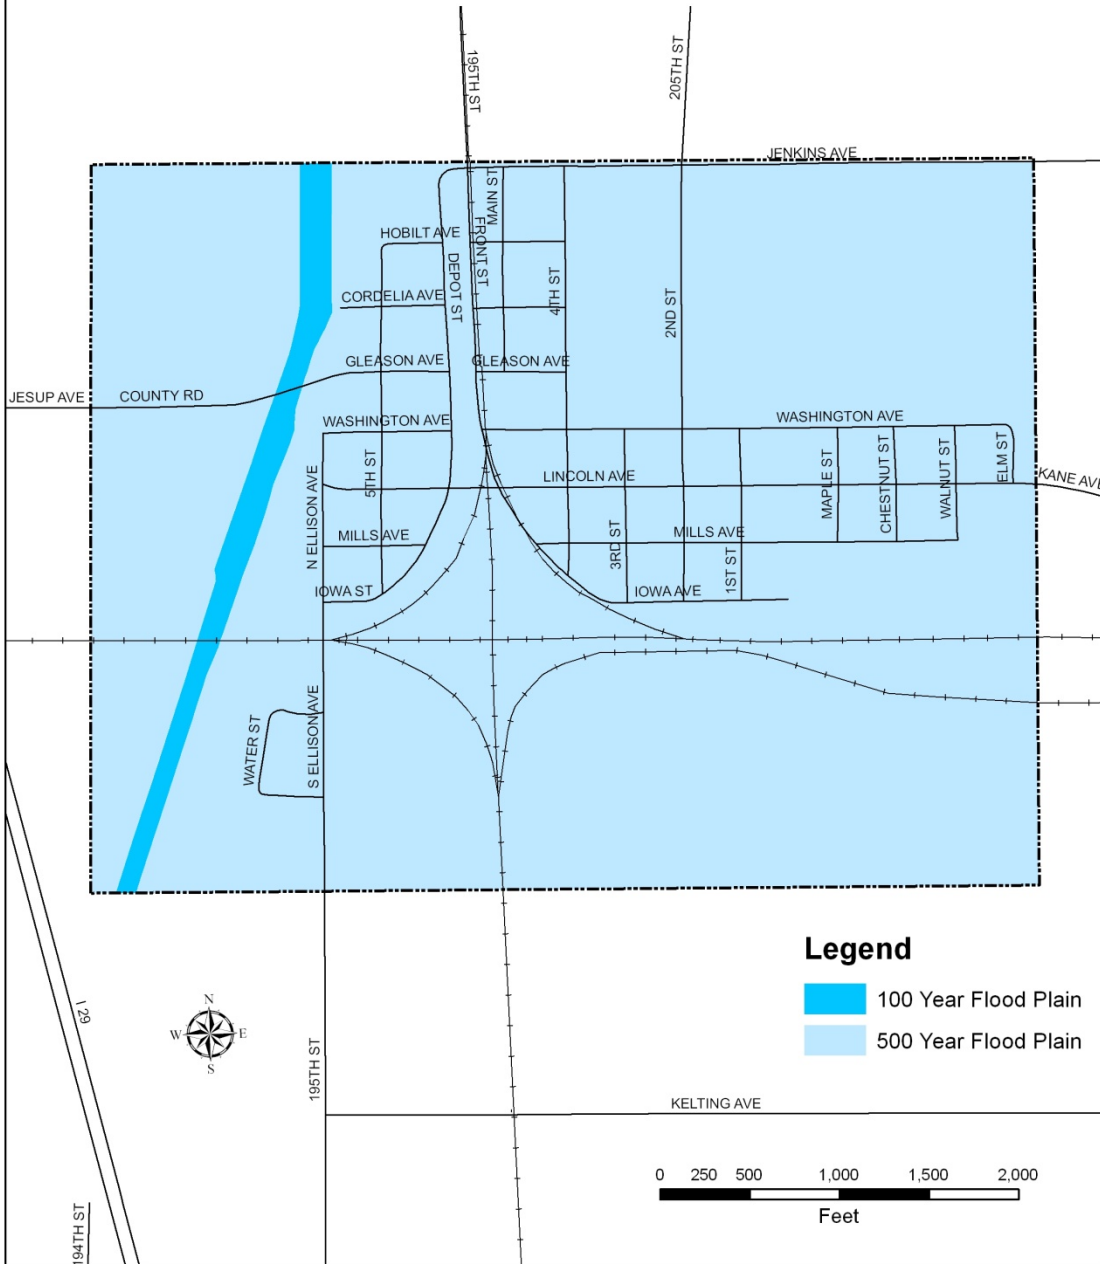 195TH ST
205TH ST
JENKINS AVE
MAIN ST
HOBILT AVE
FRONT ST
DEPOT ST
CORDELIA AVE
4TH ST
2ND ST
GLEASON AVE
GLEASON AVE
JESUP AVE
COUNTY RD
WASHINGTON AVE
WASHINGTON AVE
5TH ST
LINCOLN AVE
N ELLISON AVE
MAPLE ST
CHESTNUT ST
WALNUT ST
ELM ST
KANE AVE
MILLS AVE
3RD ST
MILLS AVE
1ST ST
IOWA ST
IOWA AVE
WATER ST
S ELLISON AVE
Legend
100 Year Flood Plain
500 Year Flood Plain
I 29
N
W
E
S
195TH ST
KELTING AVE
194TH ST
0 250 500 1,000 1,500 2,000
Feet